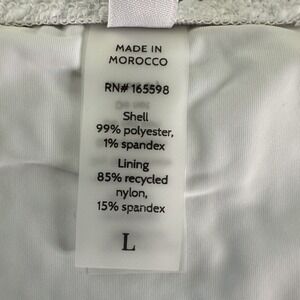 MADE IN
MOROCCO
RN# 165598
Shell
99% polyester,
1% spandex
Lining
85% recycled
nylon,
15% spandex
L